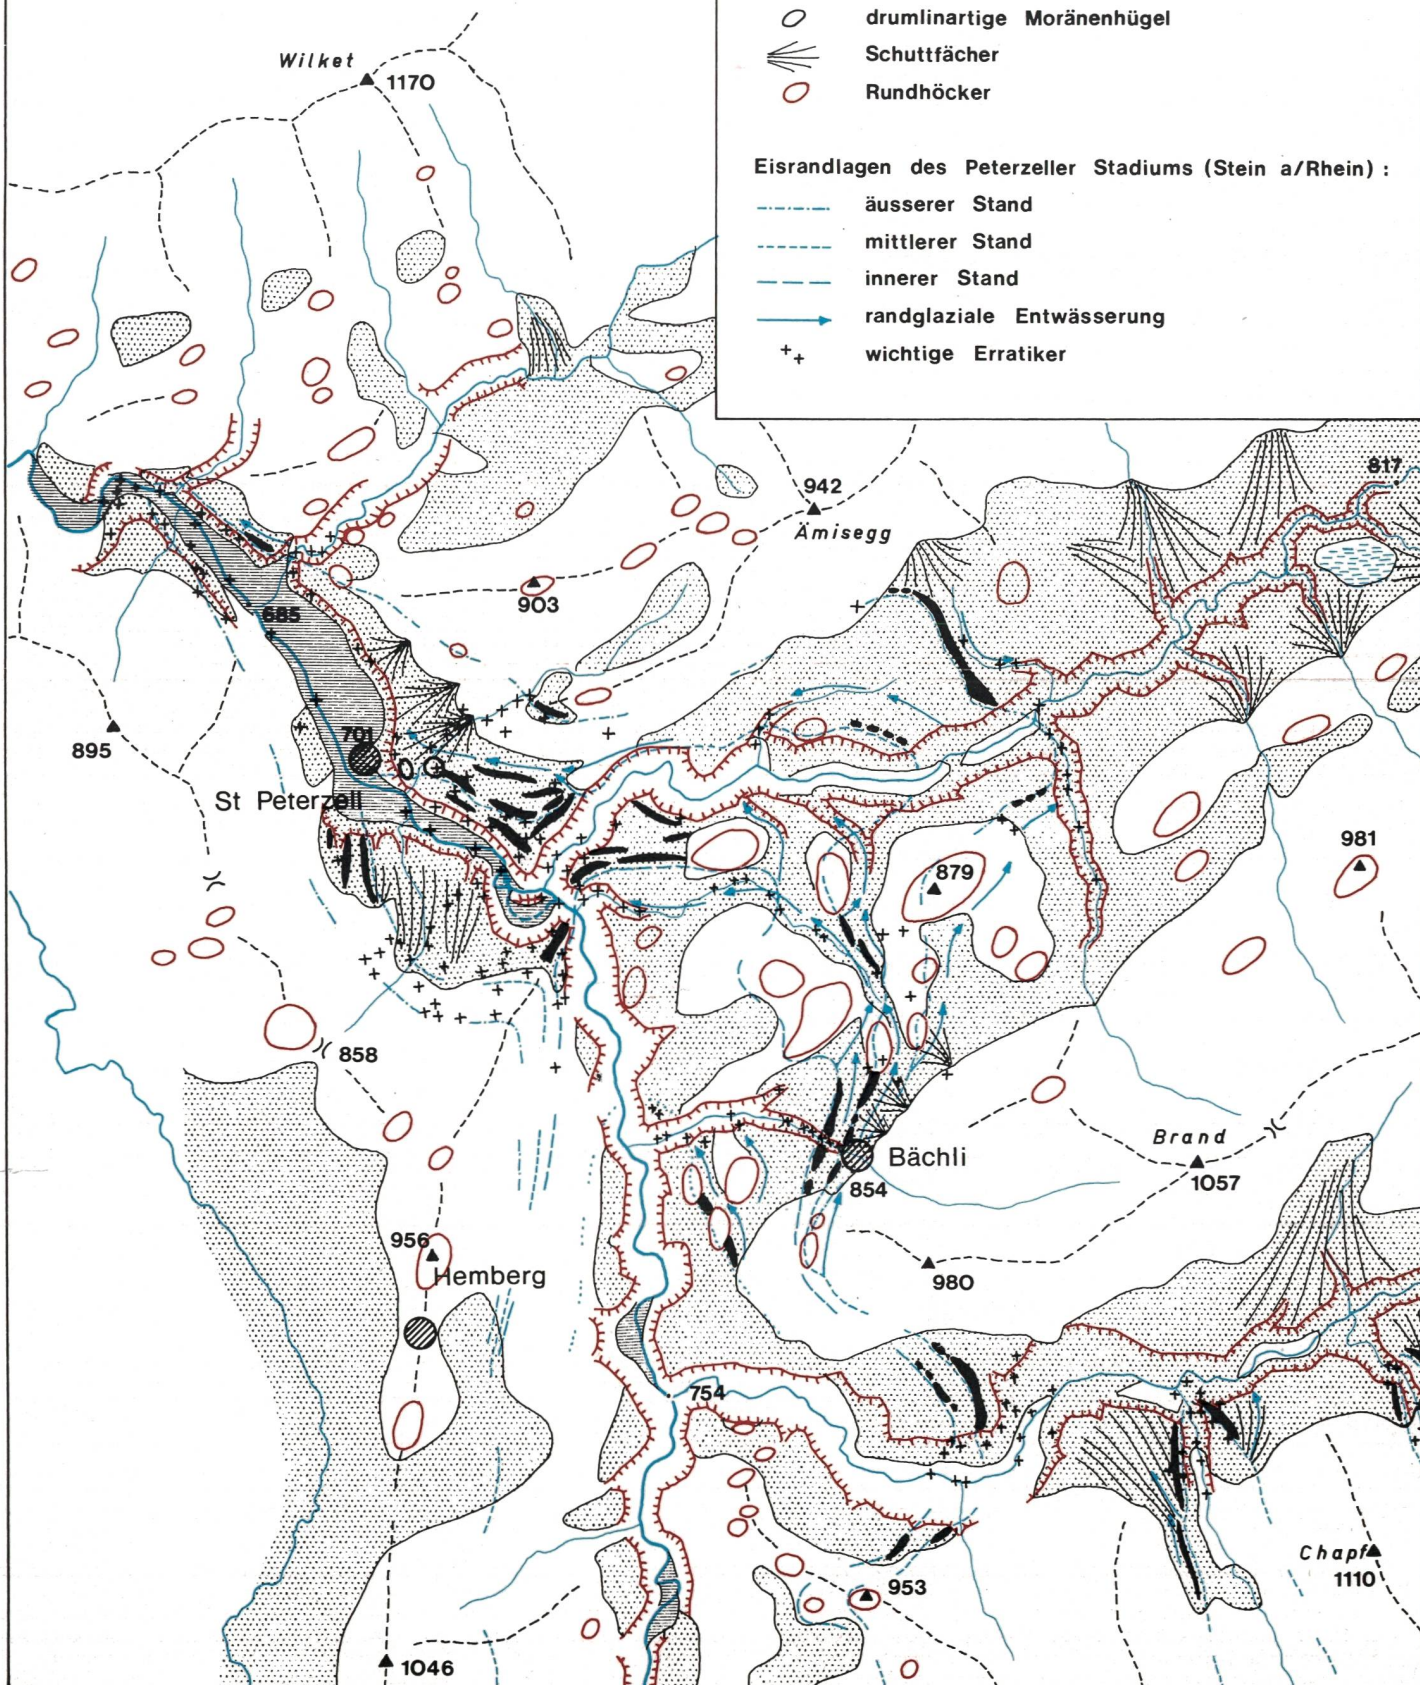 drumlinartige Moränenhügel
Schuttfächer
Rundhöcker
Eisrandlagen des Peterzeller Stadiums (Stein a/Rhein) :
äusserer Stand
mittlerer Stand
innerer Stand
randglaziale Entwässerung
wichtige Erratiker
Wilket
1170
817
942
Amisegg
903
685
895
701
St Peterzell
981
879
858
Bächli
854
Brand
1057
956
Hemberg
980
754
Chapf
1110
953
1046